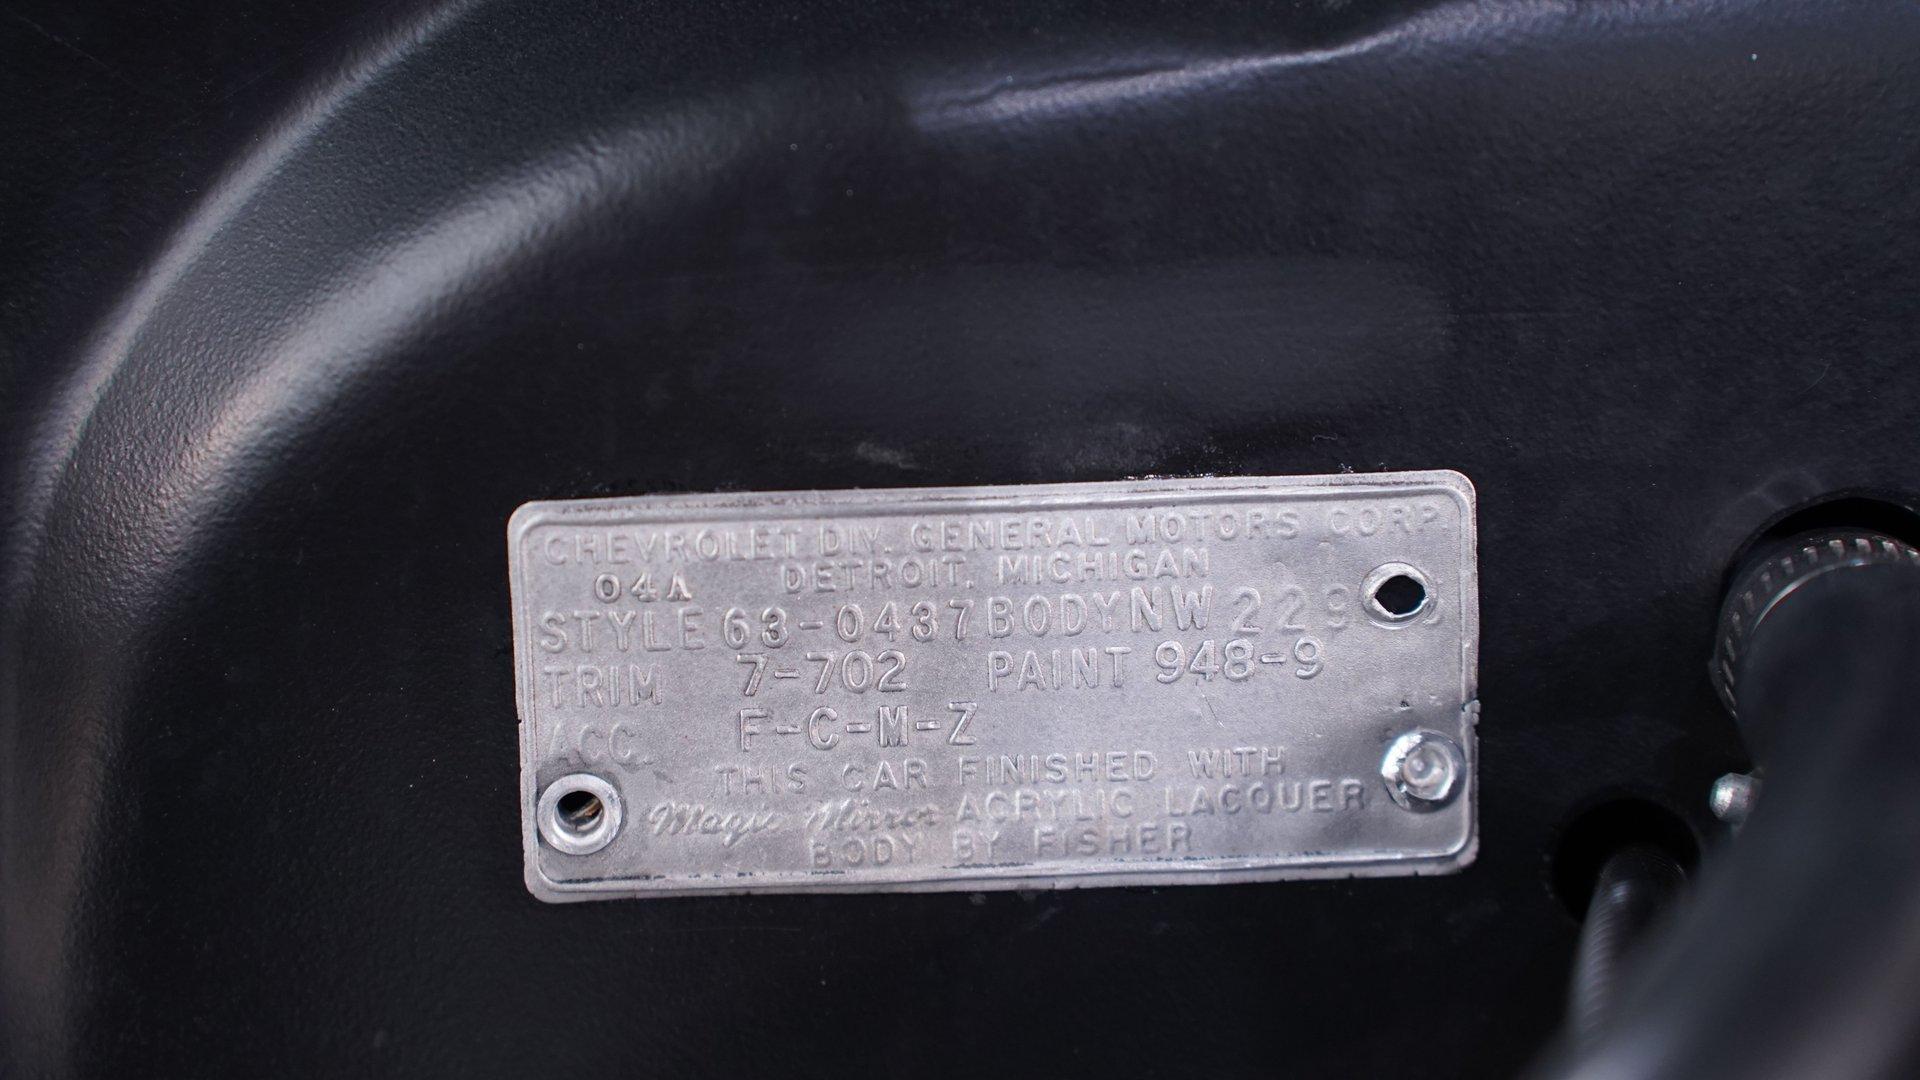 CHEVROLET DIV. GENERAL MOTORS CORP.
04A DETROIT, MICHIGAN
STYLE 63-0437 BODY NW
TRIM 7-702 PAINT 948-9
ACC. F-C-M-Z
THIS CAR FINISHED WITH
Magic Mirror ACRYLIC LACQUER
BODY BY FISHER